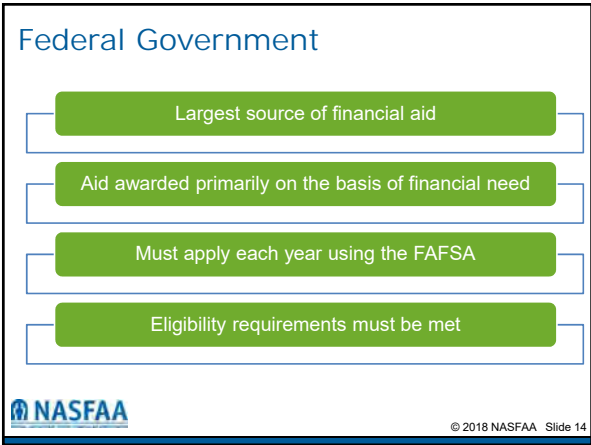 Federal Government
Largest source of financial aid
Aid awarded primarily on the basis of financial need
Must apply each year using the FAFSA
Eligibility requirements must be met
NASFAA
© 2018 NASFAA Slide 14